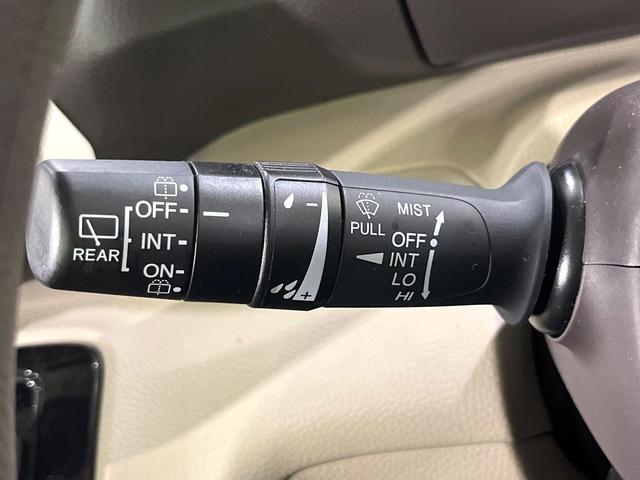 OFF
INT
REAR
ON
− +
PULL
MIST
OFF
INT
LO
HI